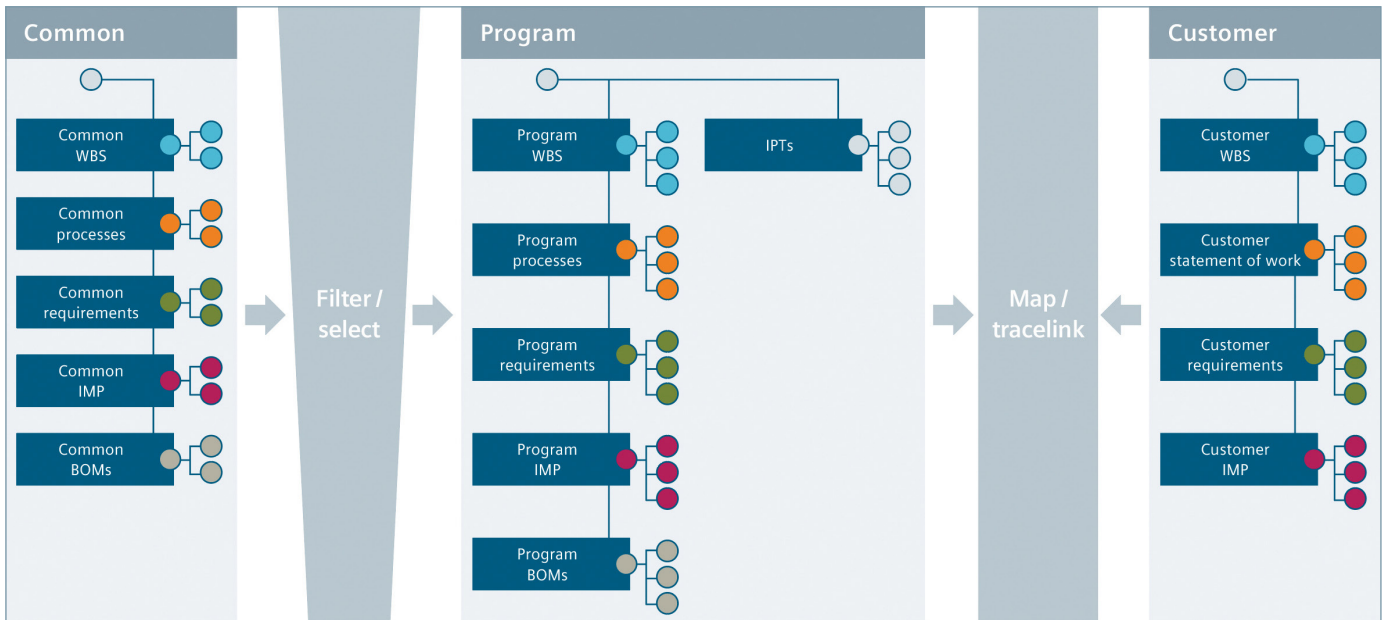 Common
Common
WBS
Common
processes
Common
requirements
Common
IMP
Common
BOMs
Filter /
select
Program
Program
WBS
IPTs
Program
processes
Program
requirements
Program
IMP
Program
BOMs
Map /
tracelink
Customer
Customer
WBS
Customer
statement of work
Customer
requirements
Customer
IMP